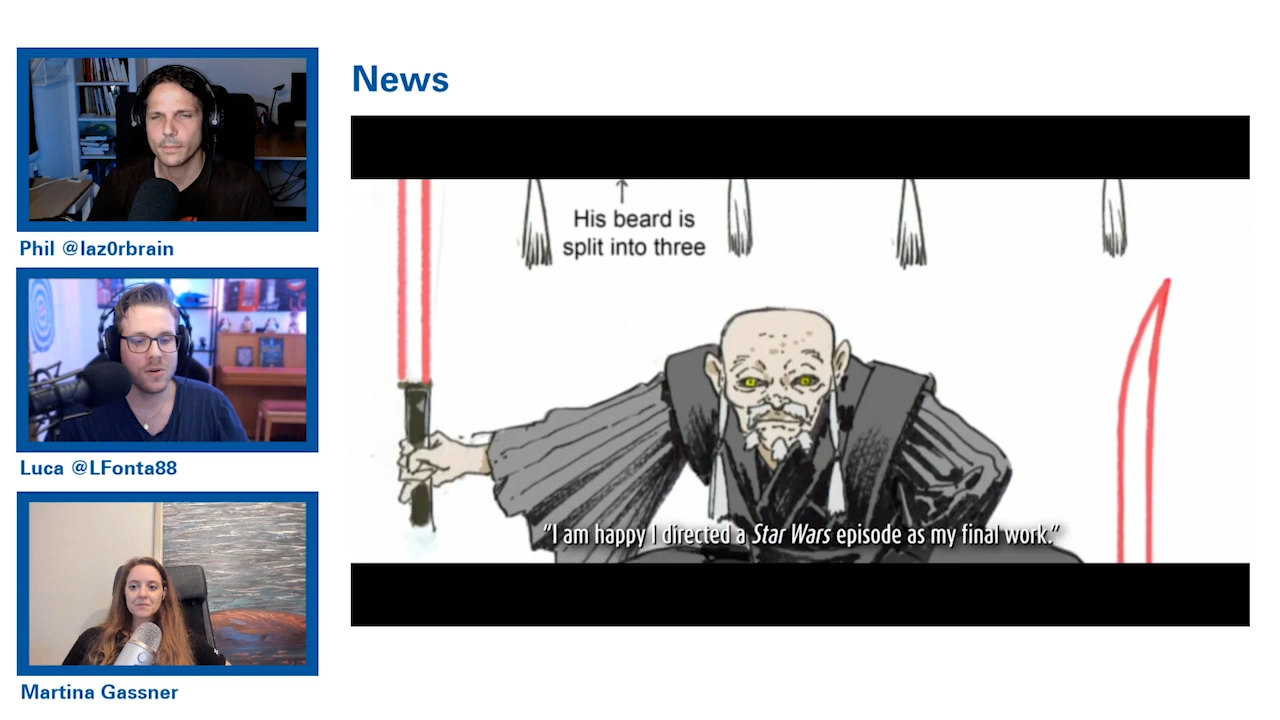 News
Phil @laz0rbrain
Luca @LFonta88
Martina Gassner
His beard is
split into three
“I am happy I directed a Star Wars episode as my final work.“